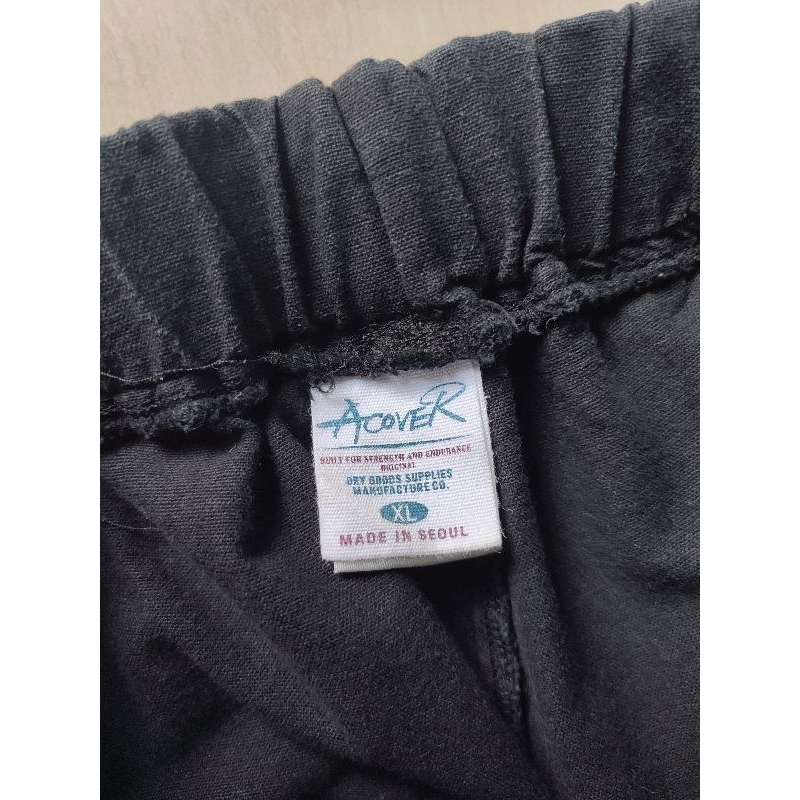 ACOVER
BUILT FOR STRENGTH AND ENDURANCE
ORIGINAL
DRY GOODS SUPPLIES
MANUFACTURE CO.
XL
MADE IN SEOUL